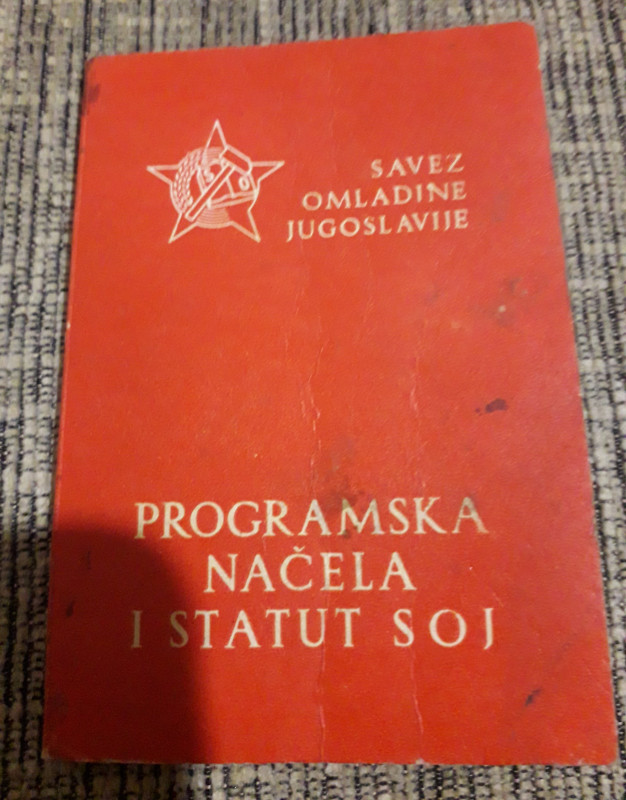 SAVEZ
OMLADINE
JUGOSLAVIJE
PROGRAMSKA
NAČELA
I STATUT SOJ